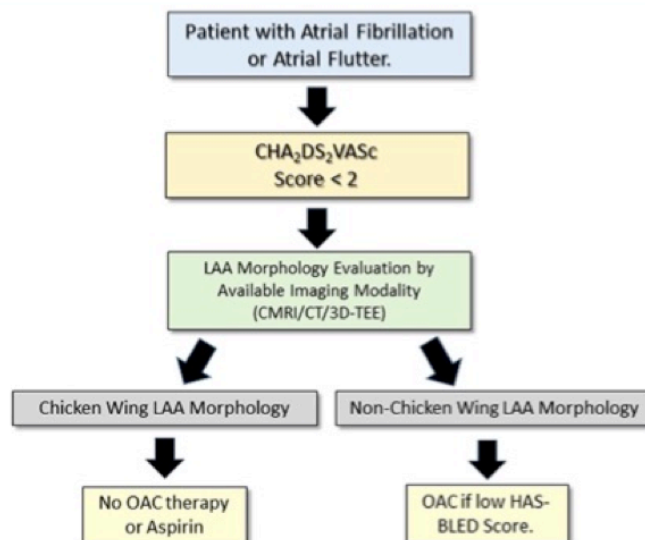 Patient with Atrial Fibrillation
or Atrial Flutter.
CHA₂DS₂VASc
Score < 2
LAA Morphology Evaluation by
Available Imaging Modality
(CMRI/CT/3D-TEE)
Chicken Wing LAA Morphology
Non-Chicken Wing LAA Morphology
No OAC therapy
or Aspirin
OAC if low HAS-
BLED Score.